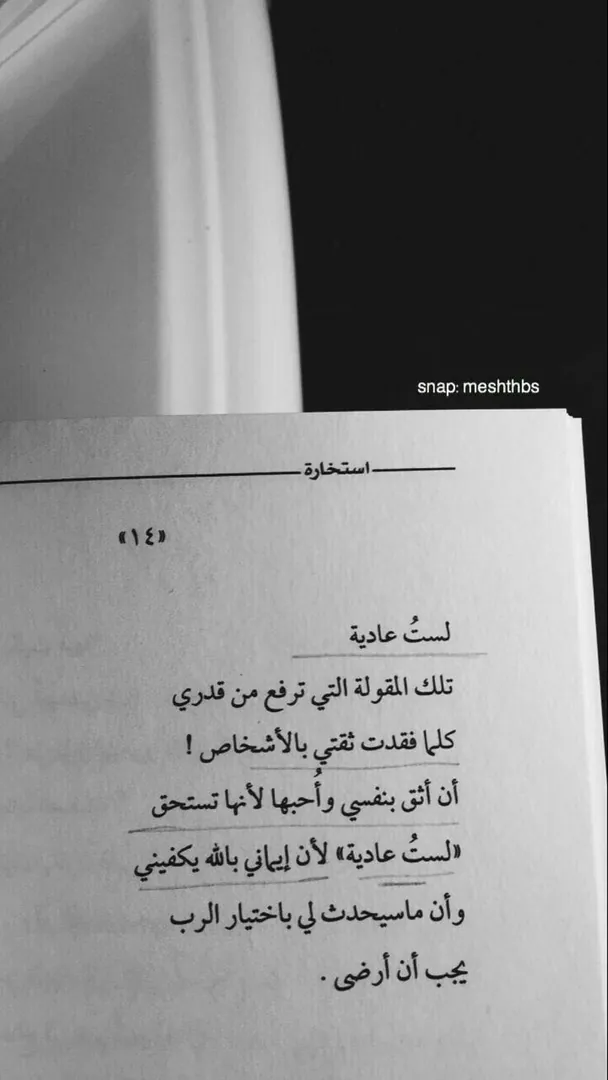 snap: meshthbs
استخارة
«١٤»
لستُ عادية
تلك المقولة التي ترفع من قدري
كلما فقدت ثقتي بالأشخاص !
أن أثق بنفسي وأُحبها لأنها تستحق
«لستُ عادية» لأن إيماني بالله يكفيني
وأن ماسيحدث لي باختيار الرب
يجب أن أرضى .